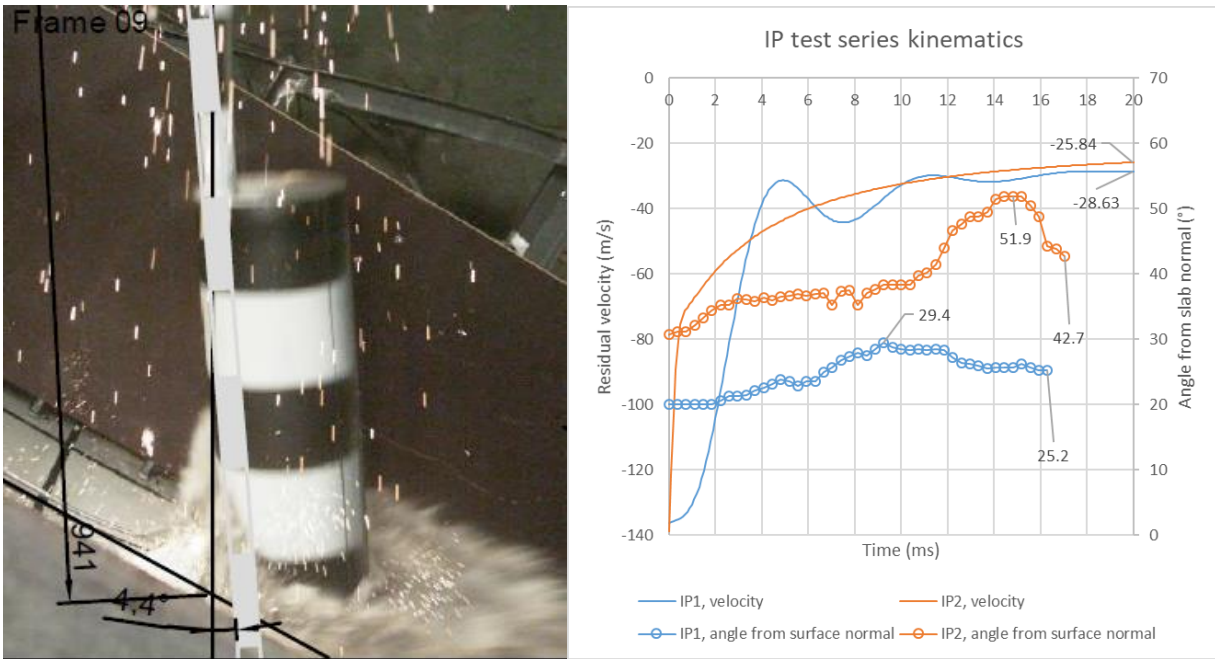 Frame 09
941
4.4°
IP test series kinematics
0
-20
-40
-60
-80
-100
-120
-140
Residual velocity (m/s)
0 2 4 6 8 10 12 14 16 18 20
Time (ms)
70
60
50
40
30
20
10
0
Angle from slab normal (°)
-25.84
-28.63
51.9
29.4
42.7
25.2
IP1, velocity
IP2, velocity
IP1, angle from surface normal
IP2, angle from surface normal